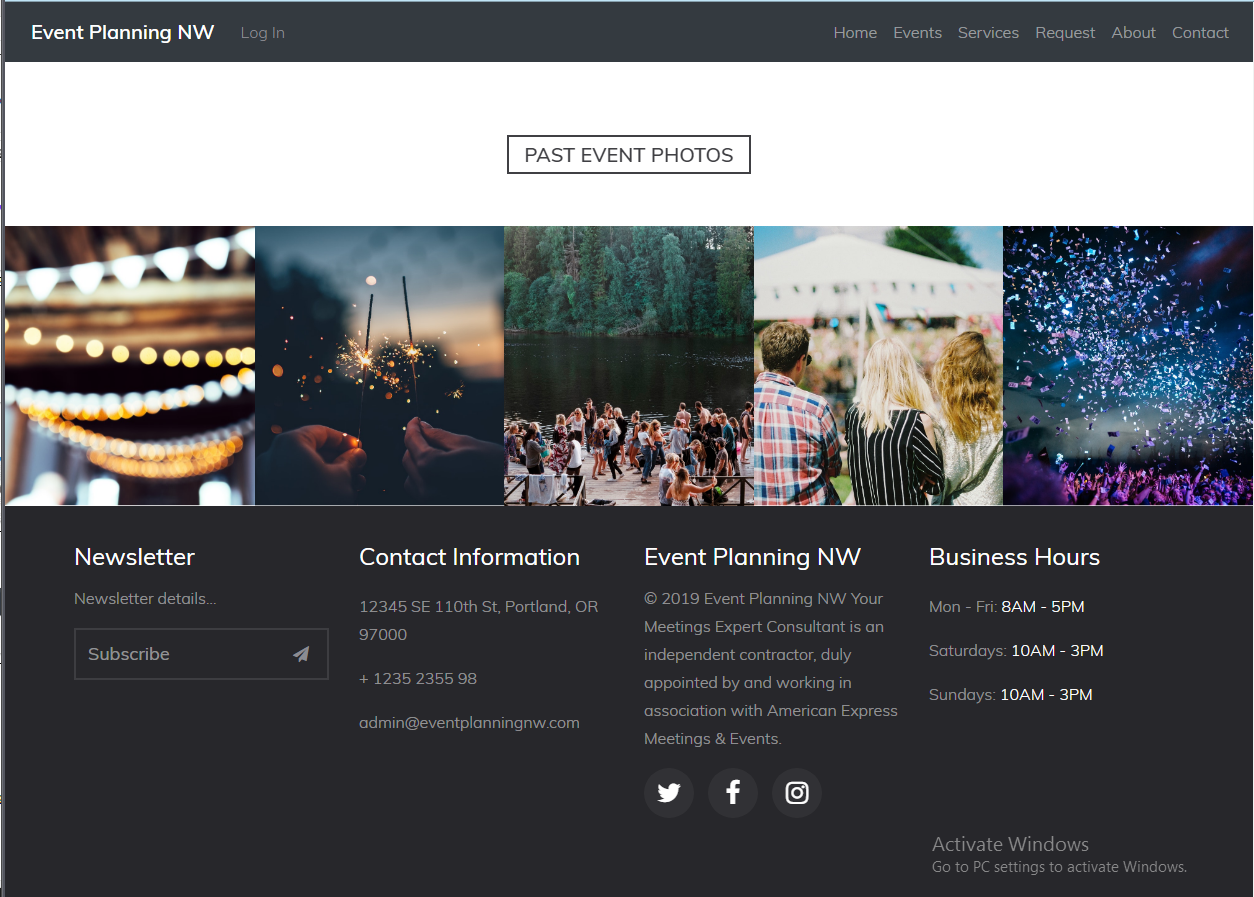 Event Planning NW Log In Home Events Services Request About Contact
PAST EVENT PHOTOS
Newsletter
Newsletter details...
Subscribe
Contact Information
12345 SE 110th St, Portland, OR
97000
+ 1235 2355 98
admin@eventplanningnw.com
Event Planning NW
© 2019 Event Planning NW Your
Meetings Expert Consultant is an
independent contractor, duly
appointed by and working in
association with American Express
Meetings & Events.
Business Hours
Mon - Fri: 8AM - 5PM
Saturdays: 10AM - 3PM
Sundays: 10AM - 3PM
Activate Windows
Go to PC settings to activate Windows.